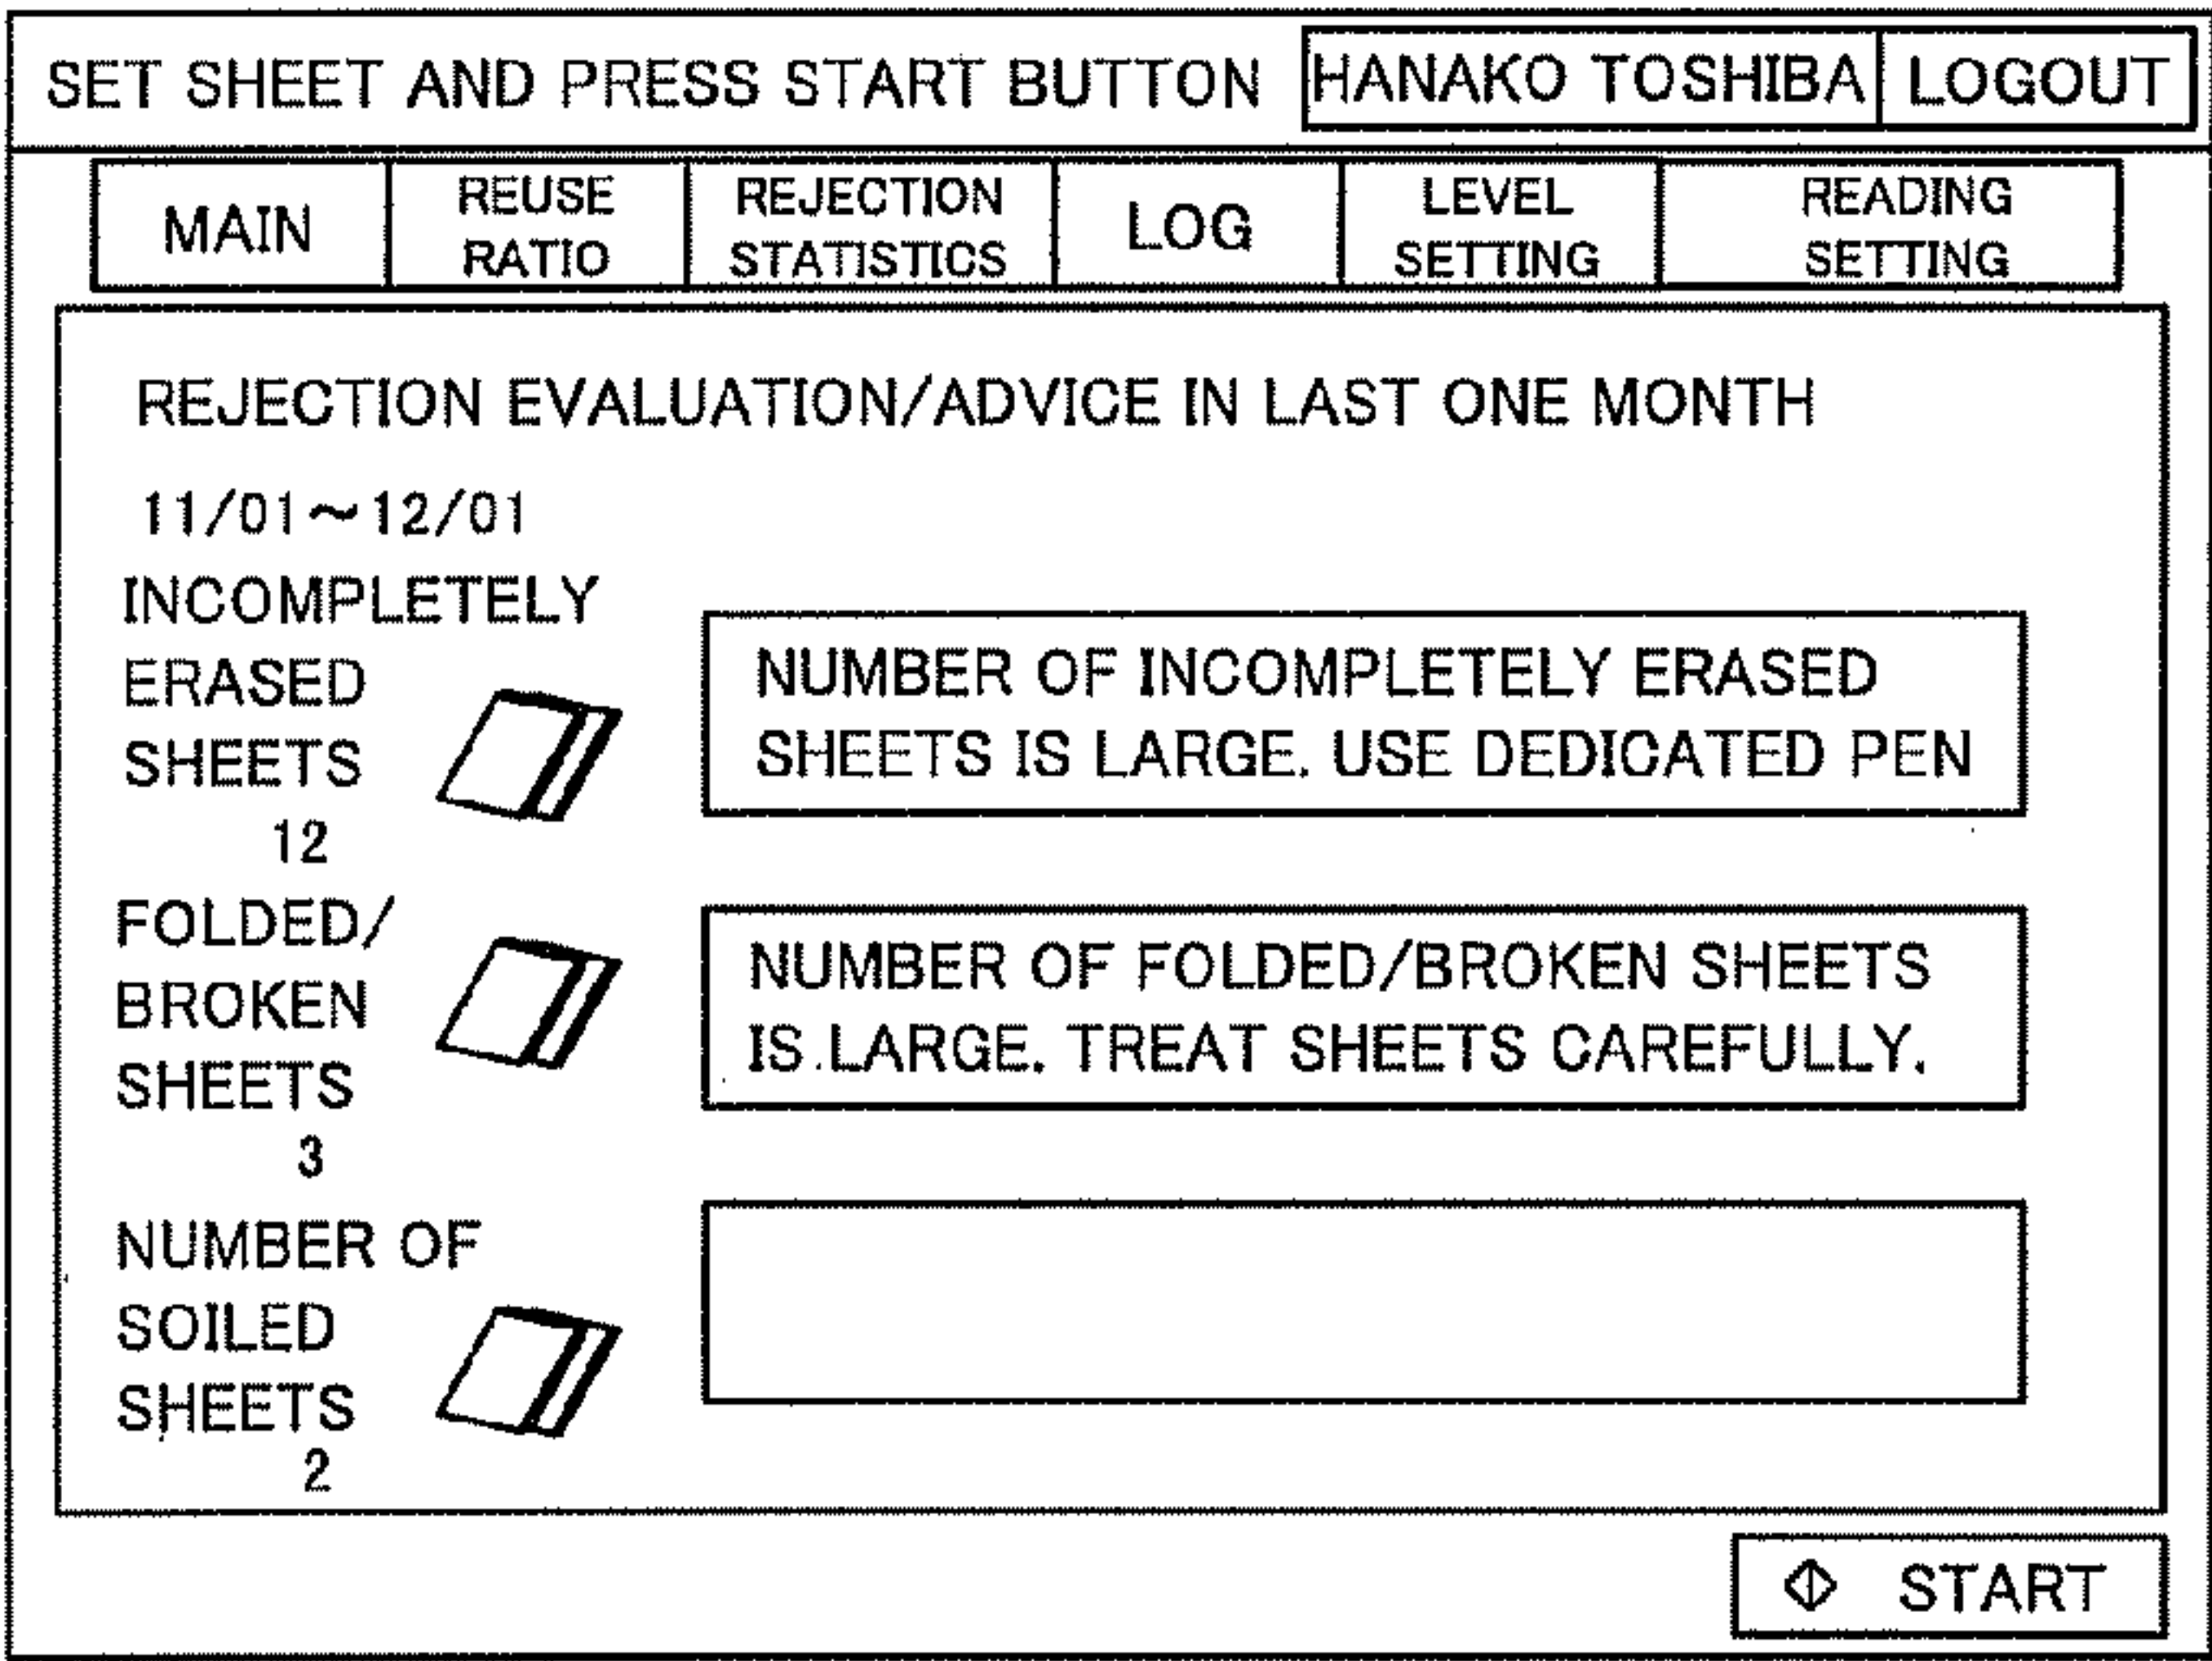 SET SHEET AND PRESS START BUTTON
HANAKO TOSHIBA
LOGOUT
MAIN
REUSE
RATIO
REJECTION
STATISTICS
LOG
LEVEL
SETTING
READING
SETTING
REJECTION EVALUATION/ADVICE IN LAST ONE MONTH
11/01~12/01
INCOMPLETELY
ERASED
SHEETS
12
NUMBER OF INCOMPLETELY ERASED
SHEETS IS LARGE. USE DEDICATED PEN
FOLDED/
BROKEN
SHEETS
3
NUMBER OF FOLDED/BROKEN SHEETS
IS LARGE. TREAT SHEETS CAREFULLY.
NUMBER OF
SOILED
SHEETS
2
START